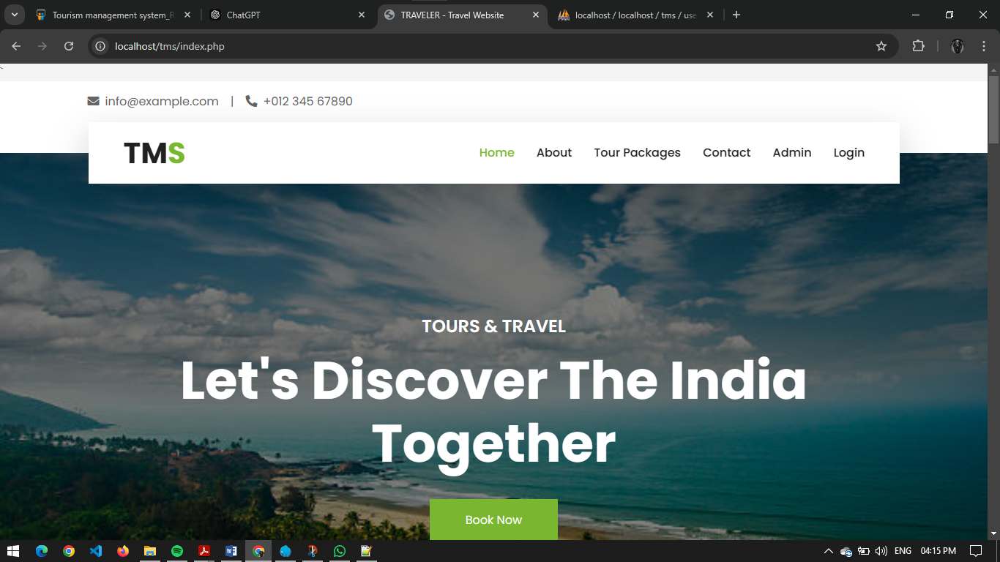 Tourism management system_R
ChatGPT
TRAVELER - Travel Website
localhost / localhost / tms / use
localhost/tms/index.php
`
info@example.com | +012 345 67890
TMS
Home About Tour Packages Contact Admin Login
TOURS & TRAVEL
Let's Discover The India
Together
Book Now
ENG 04:15 PM